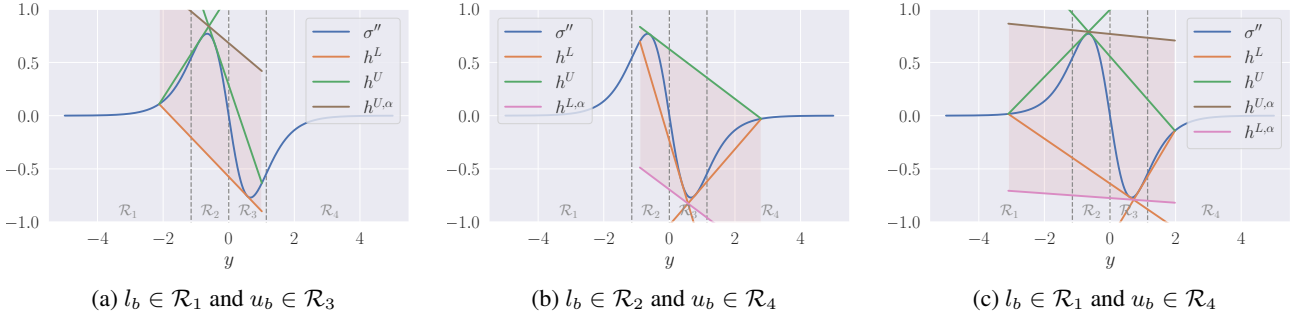 1.0
0.5
0.0
−0.5
−1.0
−4 −2 0 2 4
y
σ′′
h^L
h^U
h^{U,α}
R₁ R₂ R₃ R₄
(a) l_b ∈ R₁ and u_b ∈ R₃
1.0
0.5
0.0
−0.5
−1.0
−4 −2 0 2 4
y
σ′′
h^L
h^U
h^{L,α}
R₁ R₂ R₃ R₄
(b) l_b ∈ R₂ and u_b ∈ R₄
1.0
0.5
0.0
−0.5
−1.0
−4 −2 0 2 4
y
σ′′
h^L
h^U
h^{U,α}
h^{L,α}
R₁ R₂ R₃ R₄
(c) l_b ∈ R₁ and u_b ∈ R₄